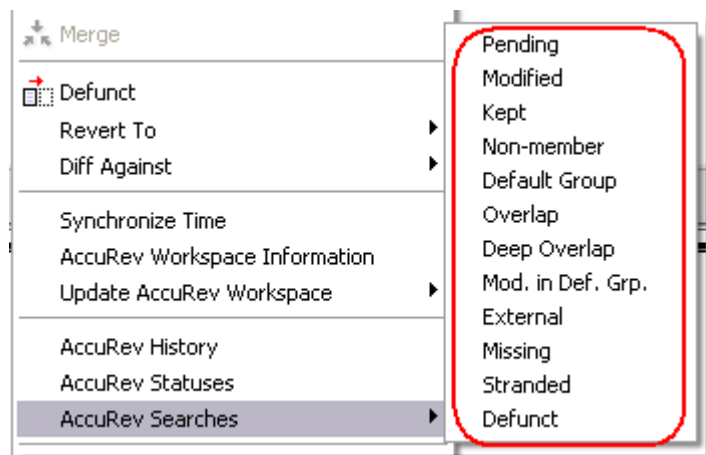 Merge
Defunct
Revert To
Diff Against
Synchronize Time
AccuRev Workspace Information
Update AccuRev Workspace
AccuRev History
AccuRev Statuses
AccuRev Searches
Pending
Modified
Kept
Non-member
Default Group
Overlap
Deep Overlap
Mod. in Def. Grp.
External
Missing
Stranded
Defunct